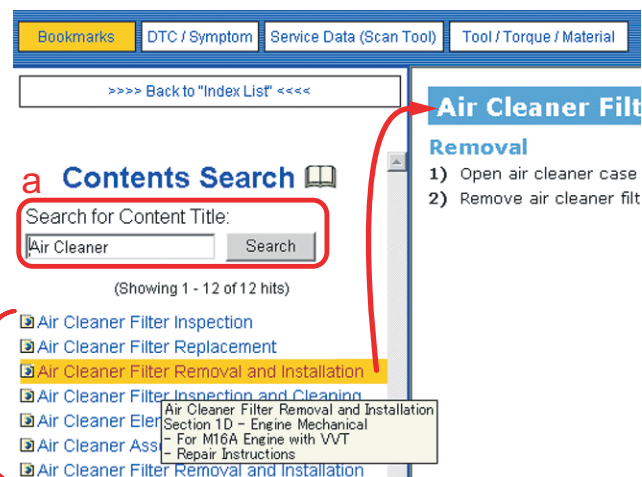 Bookmarks
DTC / Symptom
Service Data (Scan Tool)
Tool / Torque / Material
>>>> Back to "Index List" <<<<
a
Contents Search
Search for Content Title:
Air Cleaner
Search
(Showing 1 - 12 of 12 hits)
Air Cleaner Filter Inspection
Air Cleaner Filter Replacement
Air Cleaner Filter Removal and Installation
Air Cleaner Filter Inspection and Cleaning
Air Cleaner
Air Cleaner
Air Cleaner Filter Removal and Installation
Air Cleaner Filter Removal and Installation
Section 1D - Engine Mechanical
- For M16A Engine with VVT
- Repair Instructions
Air Cleaner Filt
Removal
1) Open air cleaner case
2) Remove air cleaner filt